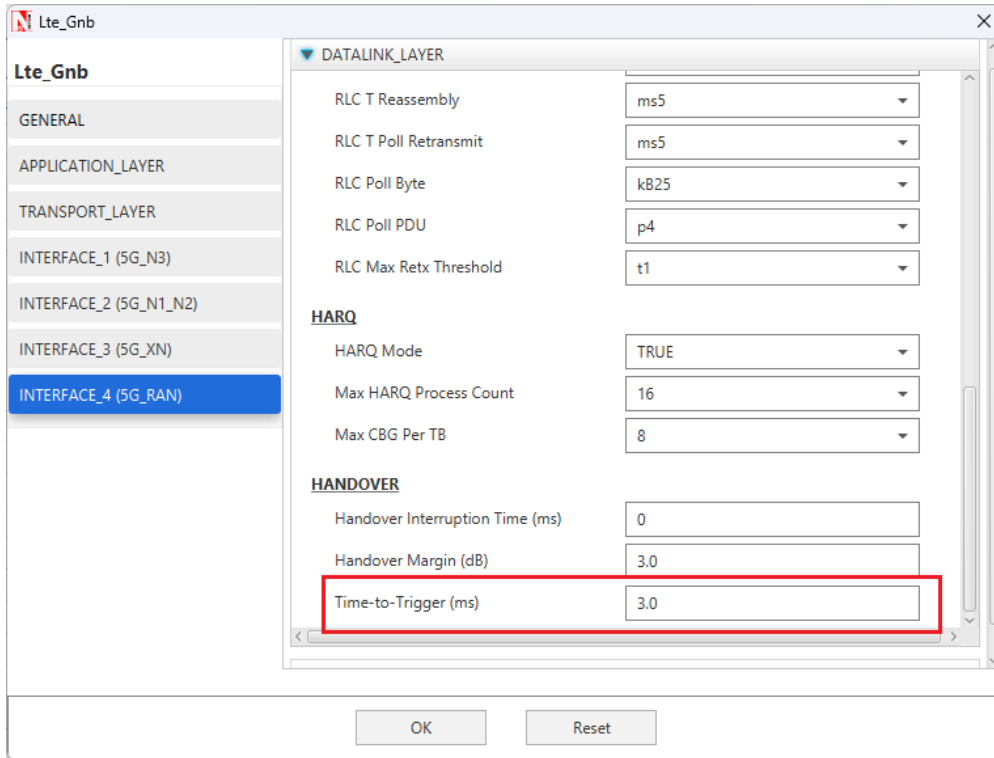 Lte_Gnb
Lte_Gnb
GENERAL
APPLICATION_LAYER
TRANSPORT_LAYER
INTERFACE_1 (5G_N3)
INTERFACE_2 (5G_N1_N2)
INTERFACE_3 (5G_XN)
INTERFACE_4 (5G_RAN)
DATALINK_LAYER
RLC T Reassembly ms5
RLC T Poll Retransmit ms5
RLC Poll Byte kB25
RLC Poll PDU p4
RLC Max Retx Threshold t1
HARQ
HARQ Mode TRUE
Max HARQ Process Count 16
Max CBG Per TB 8
HANDOVER
Handover Interruption Time (ms) 0
Handover Margin (dB) 3.0
Time-to-Trigger (ms) 3.0
OK Reset